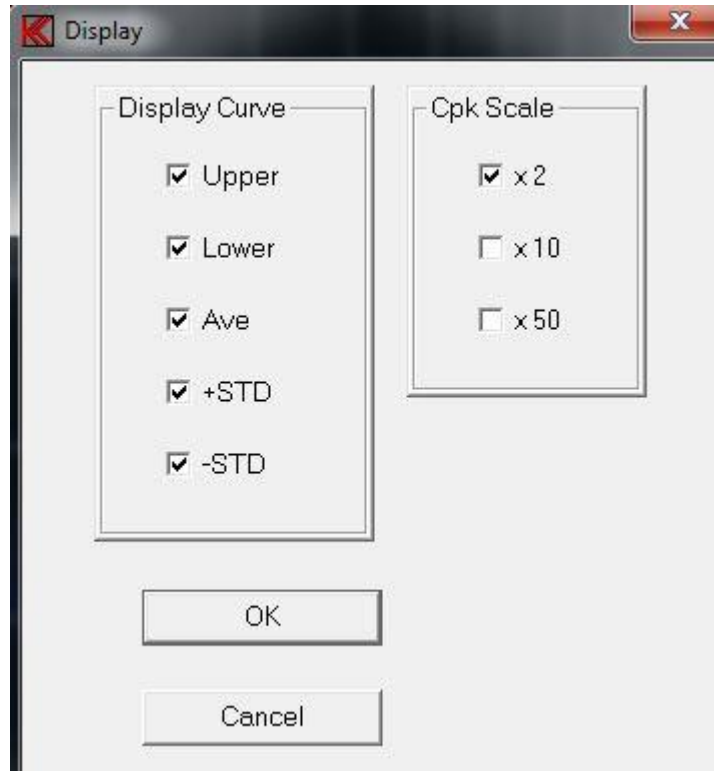 Display
Display Curve
Upper
Lower
Ave
+STD
-STD
Cpk Scale
x 2
x 10
x 50
OK
Cancel